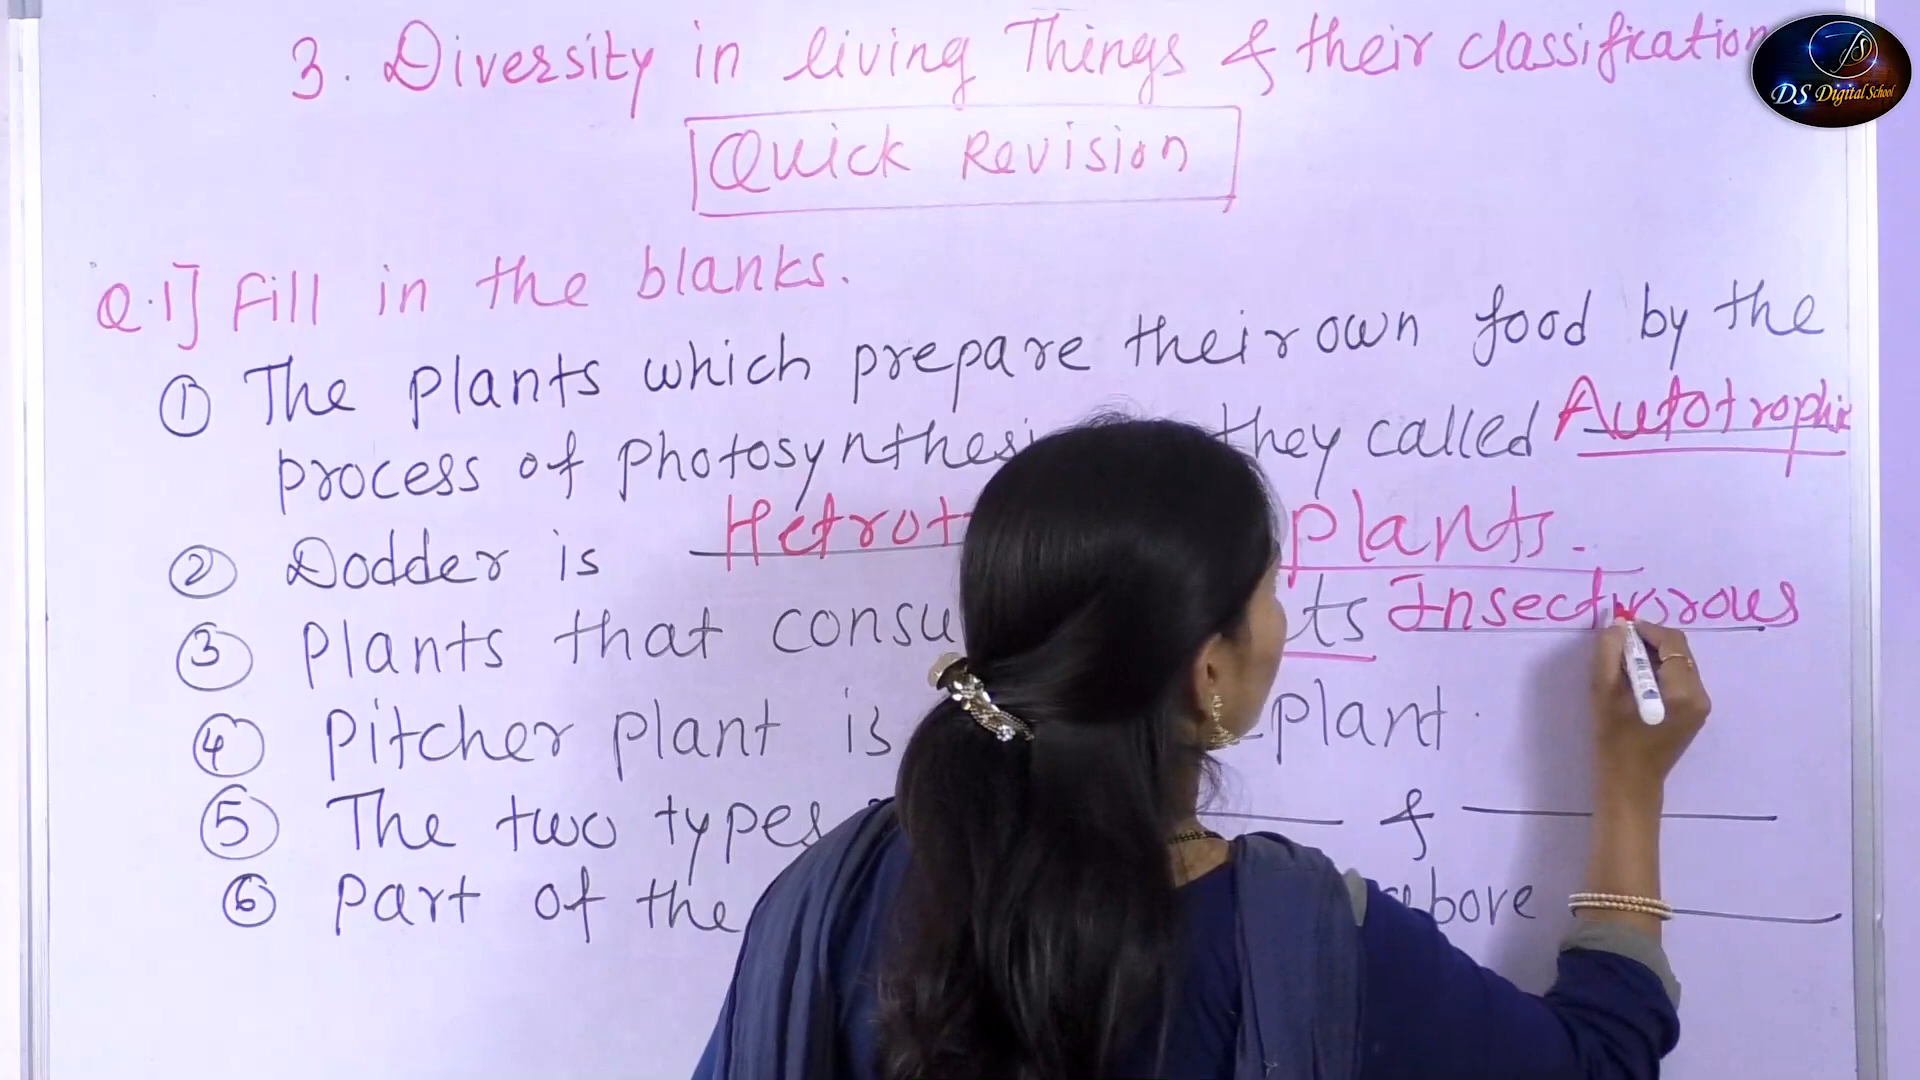 3. Diversity in living Things & their classification
DS Digital School
Quick Revision
Q.1] Fill in the blanks.
① The plants which prepare their own food by the
process of photosynthesi they called Autotrophic
② Dodder is Hetrot plants.
③ Plants that consu ts Insectivorous
④ Pitcher plant is plant.
⑤ The two types &
⑥ Part of the above